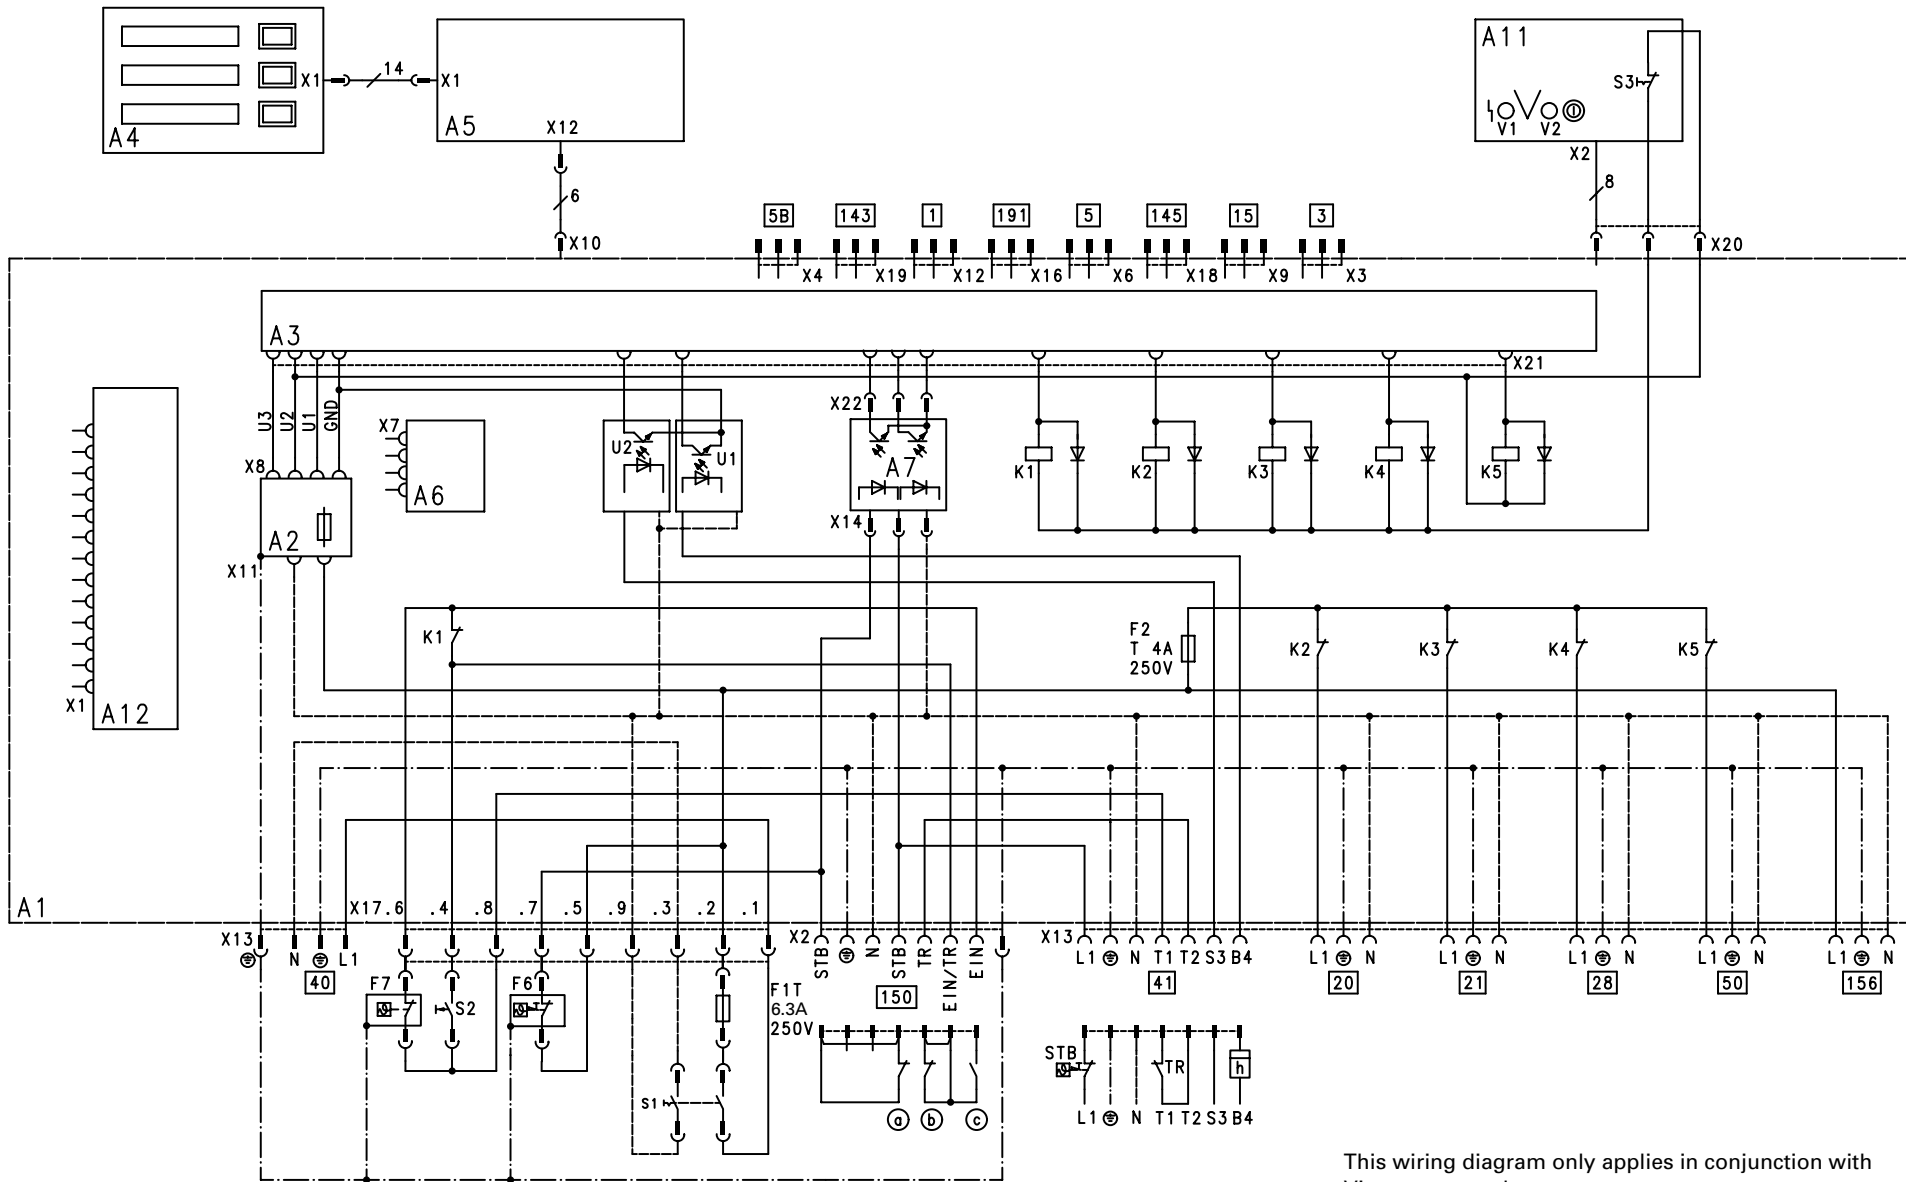 A4
X1
14
X1
A5
X12
6
X10
A11
S3
V1
V2
X2
8
X20
5B
143
1
191
5
145
15
3
X4
X19
X12
X16
X6
X18
X9
X3
A3
X21
U3
U2
U1
GND
X7
X22
U2
U1
X8
A6
A7
K1
K2
K3
K4
K5
X14
A2
X11
K1
F2
T 4A
250V
K2
K3
K4
K5
X1
A12
A1
X17.6
.4
.8
.7
.5
.9
.3
.2
.1
X13
N
40
L1
X2
STB
N
STB
TR
EIN/TR
EIN
150
X13
L1
N
T1
T2
S3
B4
41
L1
N
20
L1
N
21
L1
N
28
L1
N
50
L1
N
156
F7
S2
F6
F1T
6.3A
250V
S1
a
b
c
STB
TR
h
L1
N
T1
T2
S3
B4
This wiring diagram only applies in conjunction with